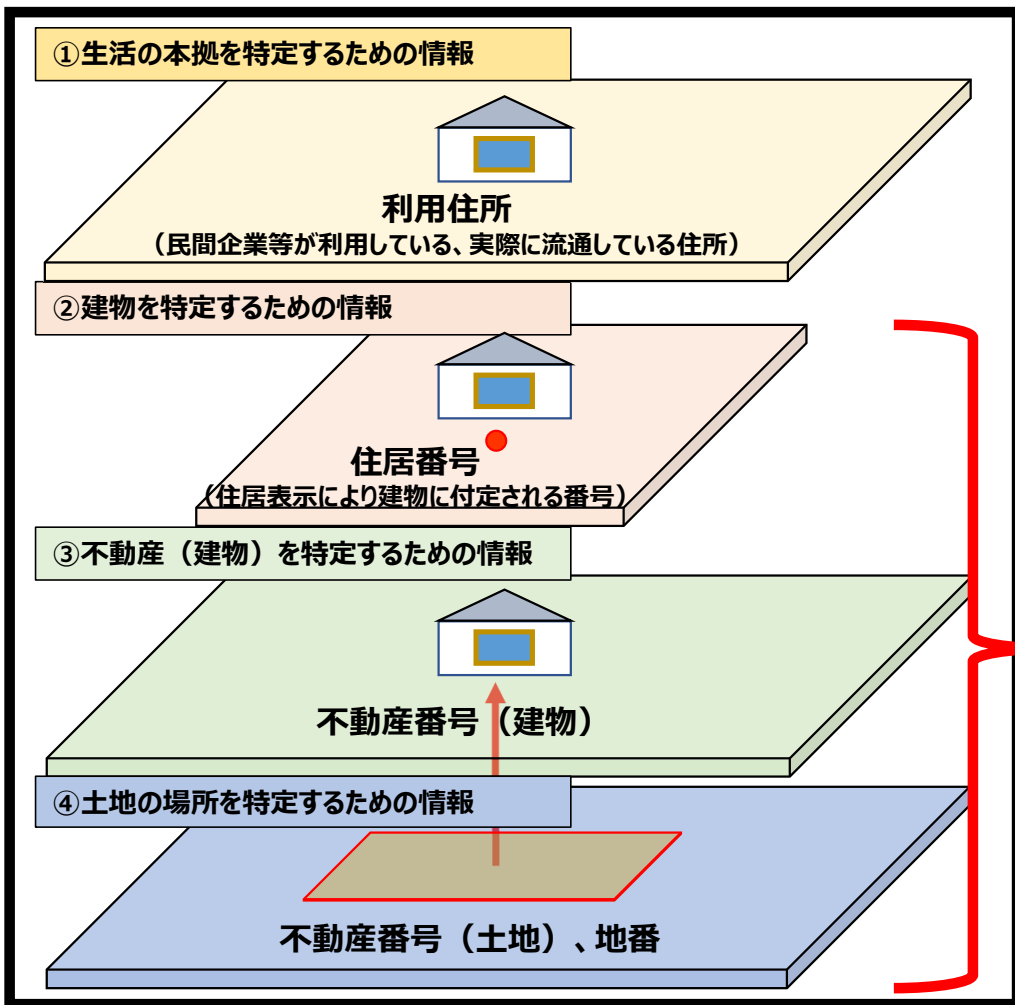 ①生活の本拠を特定するための情報
利用住所
（民間企業等が利用している、実際に流通している住所）
②建物を特定するための情報
住居番号
（住居表示により建物に付定される番号）
③不動産（建物）を特定するための情報
不動産番号（建物）
④土地の場所を特定するための情報
不動産番号（土地）、地番